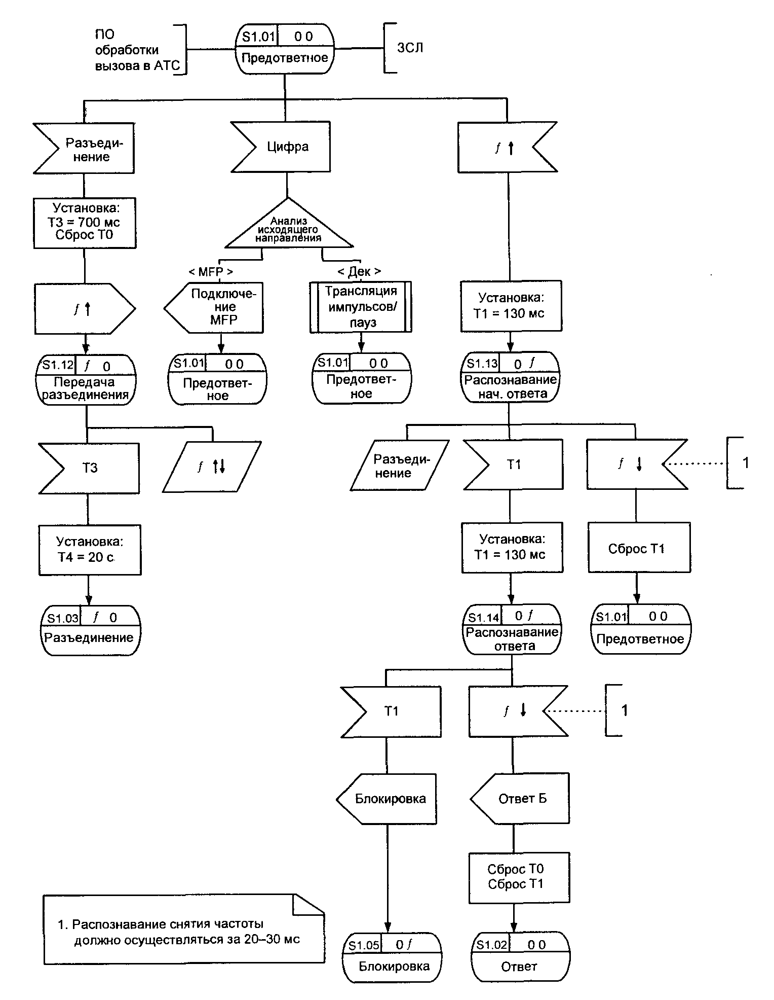 ПО
обработки
вызова в АТС
S1.01 0 0
Предответное
ЗСЛ
Разъеди-
нение
Цифра
f ↑
Установка:
Т3 = 700 мс
Сброс Т0
Анализ
исходящего
направления
< MFP >
< Дек >
f ↑
Подключе-
ние
MFP
Трансляция
импульсов/
пауз
Установка:
Т1 = 130 мс
S1.12 f 0
Передача
разъединения
S1.01 0 0
Предответ-
ное
S1.01 0 0
Предответ-
ное
S1.13 0 f
Распознавание
нач. ответа
Т3
f ↑↓
Разъеди-
нение
Т1
f ↓
1
Установка:
Т4 = 20 с
Установка:
Т1 = 130 мс
Сброс Т1
S1.03 f 0
Разъединение
S1.14 0 f
Распознавание
ответа
S1.01 0 0
Предответное
Т1
f ↓
1
Блокировка
Ответ Б
Сброс Т0
Сброс Т1
1. Распознавание снятия частоты
должно осуществляться за 20–30 мс
S1.05 0 f
Блокировка
S1.02 0 0
Ответ